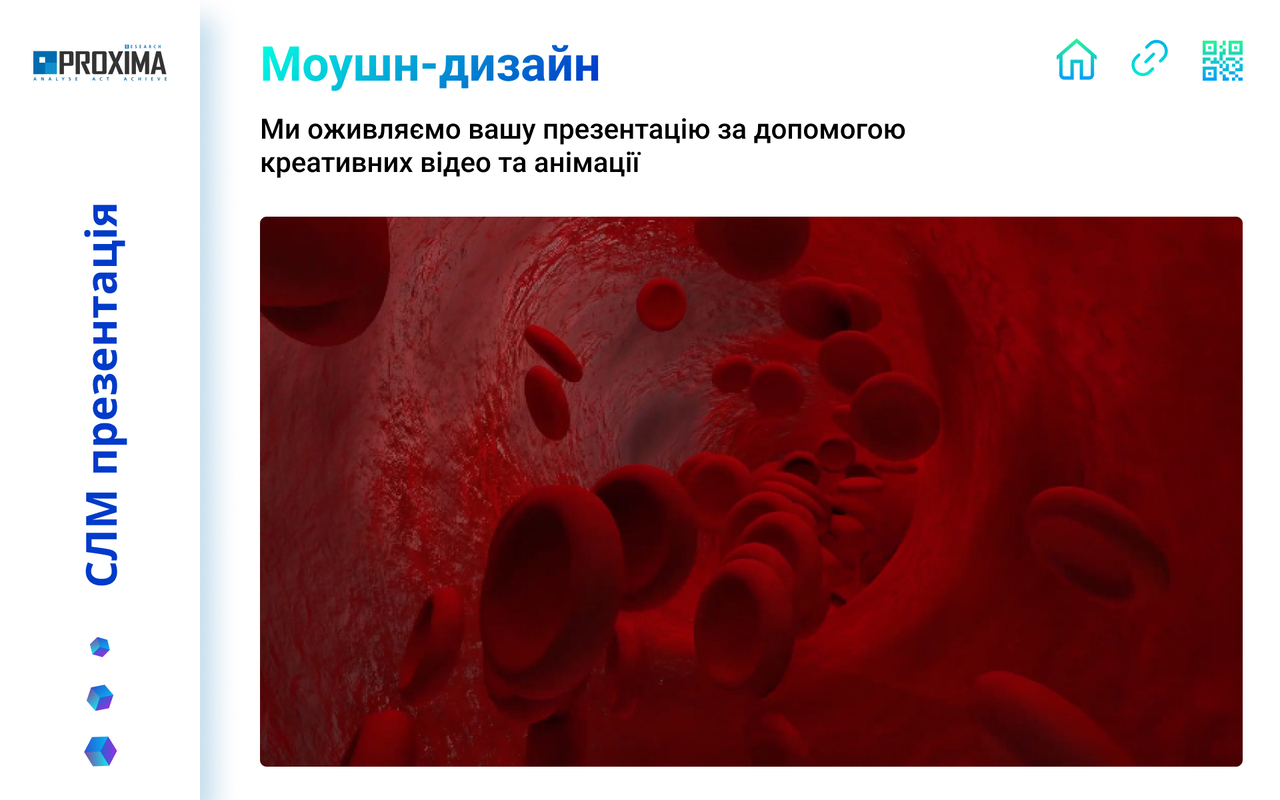 RESEARCH
PROXIMA
ANALYSE ACT ACHIEVE
СЛМ презентація
Моушн-дизайн
Ми оживляємо вашу презентацію за допомогою
креативних відео та анімації